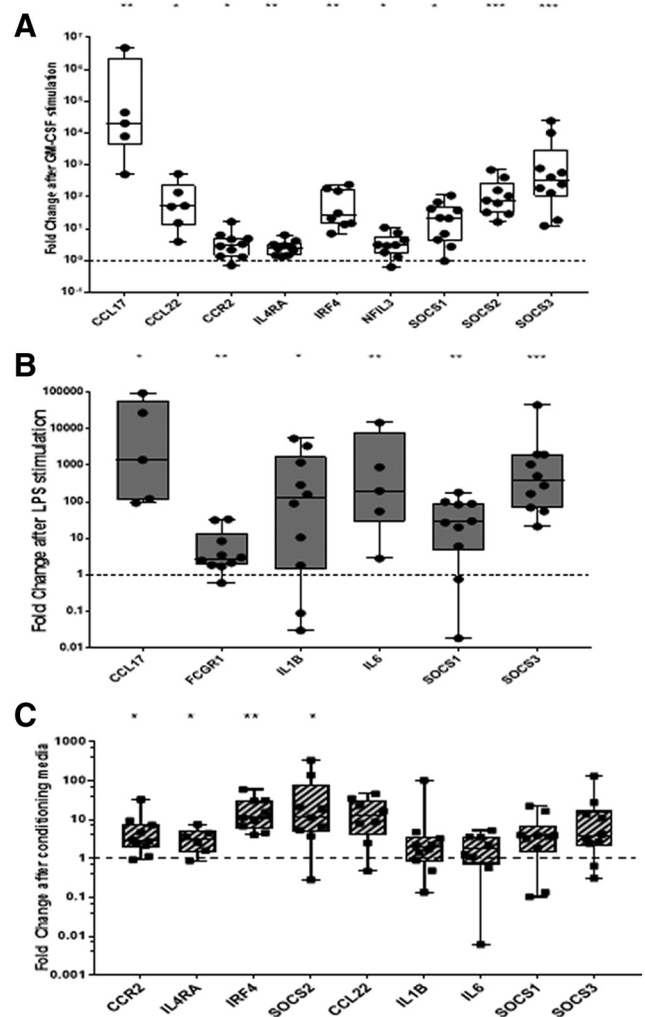 A
** * * ** ** * * *** ***
Fold Change after GM-CSF stimulation
10⁷
10⁶
10⁵
10⁴
10³
10²
10¹
10⁰
10⁻¹
CCL17 CCL22 CCR2 IL4RA IRF4 NFIL3 SOCS1 SOCS2 SOCS3
B
* ** * ** ** ***
Fold Change after LPS stimulation
100000
10000
1000
100
10
1
0.1
0.01
CCL17 FCGR1 IL1B IL6 SOCS1 SOCS3
C
* * ** *
Fold Change after conditioning media
1000
100
10
1
0.1
0.01
0.001
CCR2 IL4RA IRF4 SOCS2 CCL22 IL1B IL6 SOCS1 SOCS3